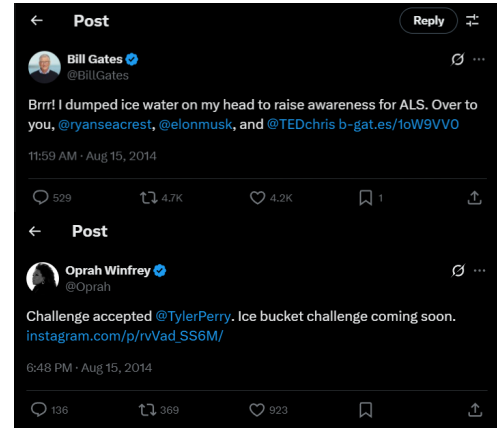 Post
Reply
Bill Gates
@BillGates
Brrr! I dumped ice water on my head to raise awareness for ALS. Over to
you, @ryanseacrest, @elonmusk, and @TEDchris b-gat.es/1oW9VV0
11:59 AM · Aug 15, 2014
529 4.7K 4.2K 1
Post
Oprah Winfrey
@Oprah
Challenge accepted @TylerPerry. Ice bucket challenge coming soon.
instagram.com/p/rvVad_SS6M/
6:48 PM · Aug 15, 2014
136 369 923